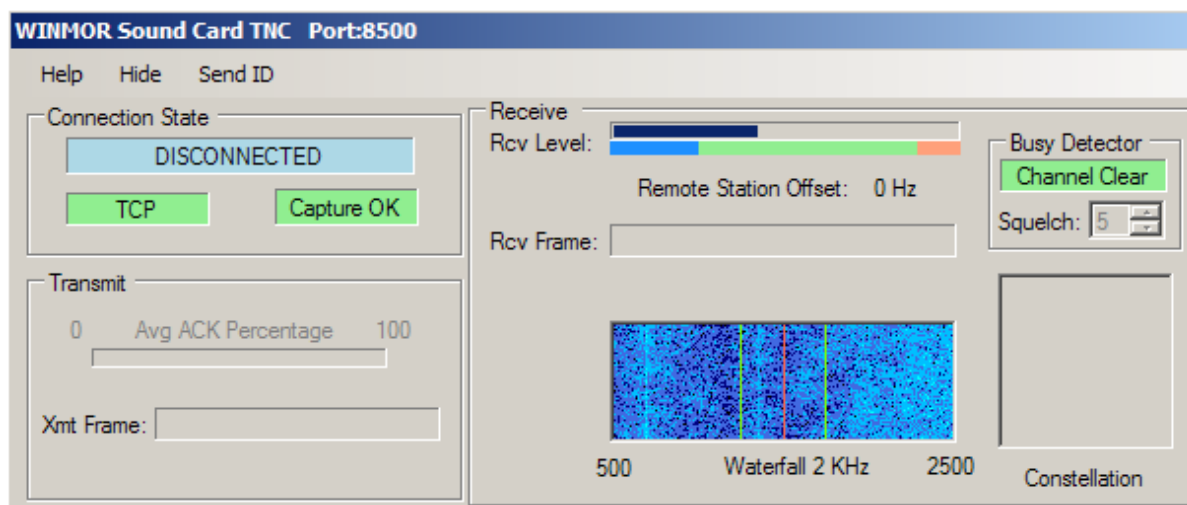 WINMOR Sound Card TNC Port:8500
Help Hide Send ID
Connection State
DISCONNECTED
TCP Capture OK
Transmit
0 Avg ACK Percentage 100
Xmt Frame:
Receive
Rcv Level:
Remote Station Offset: 0 Hz
Rcv Frame:
500 Waterfall 2 KHz 2500
Busy Detector
Channel Clear
Squelch: 5
Constellation